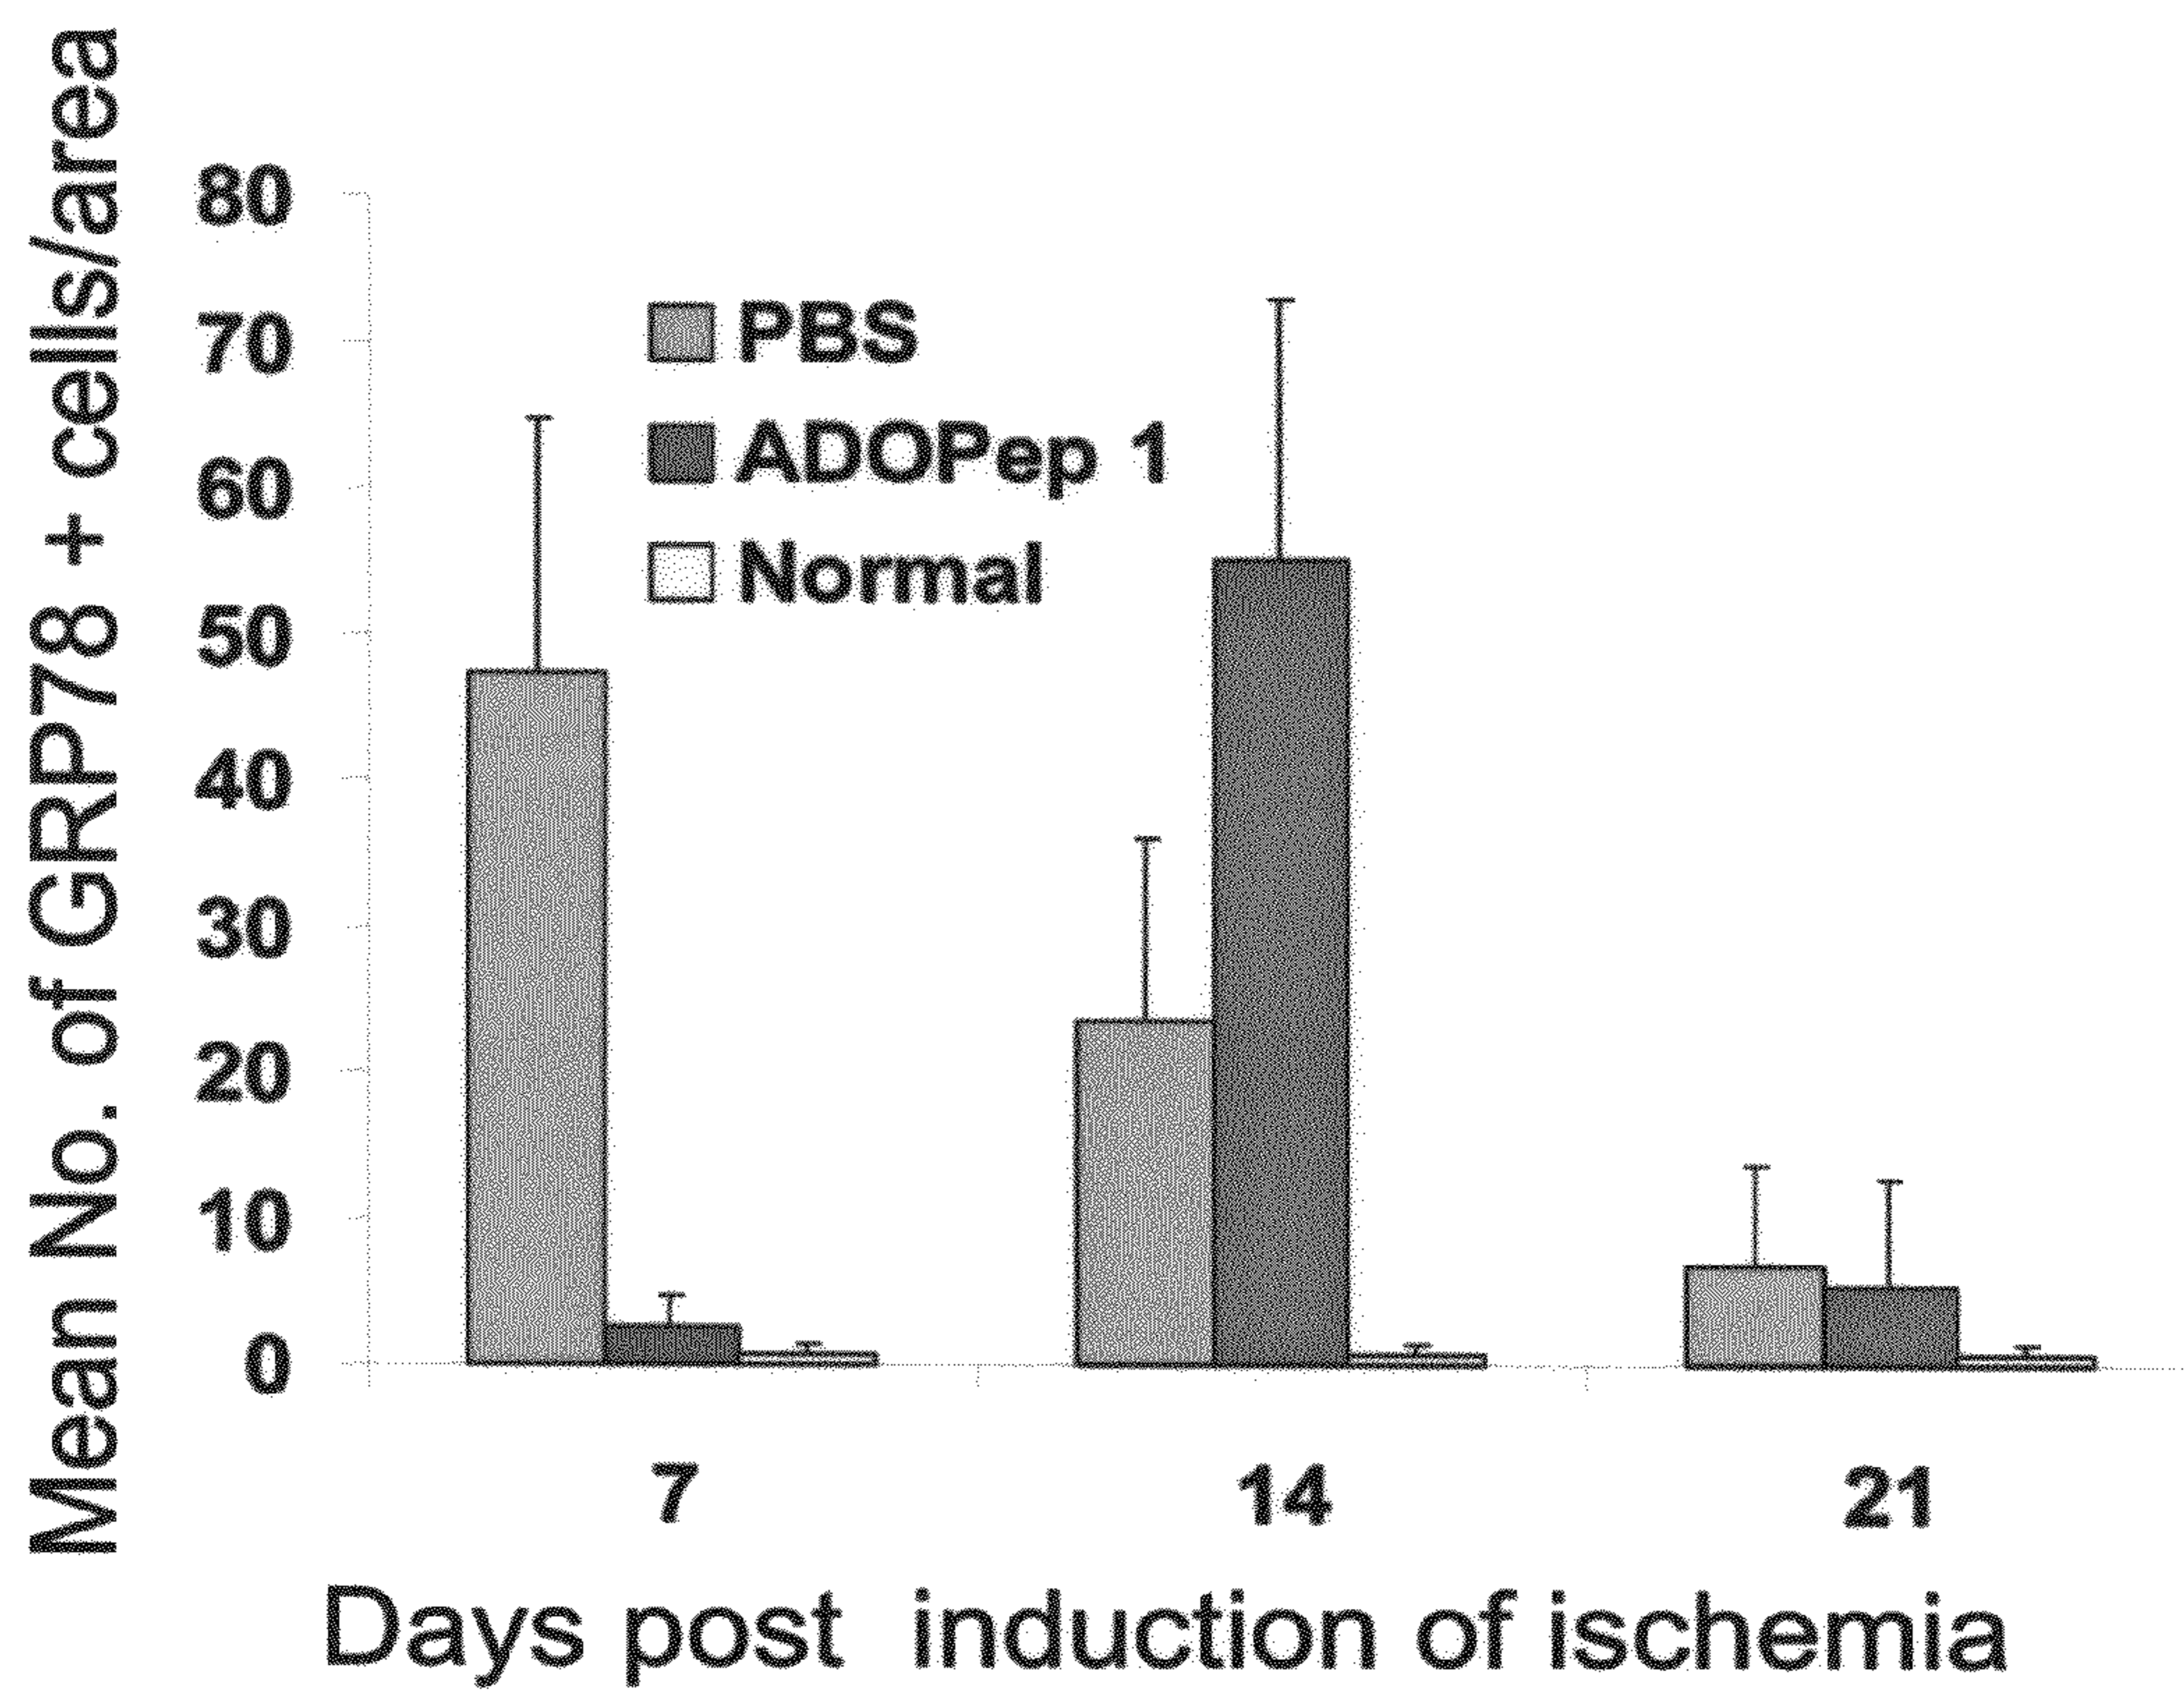 Mean No. of GRP78 + cells/area
80
70
60
50
40
30
20
10
0
PBS
ADOPep 1
Normal
7 14 21
Days post induction of ischemia